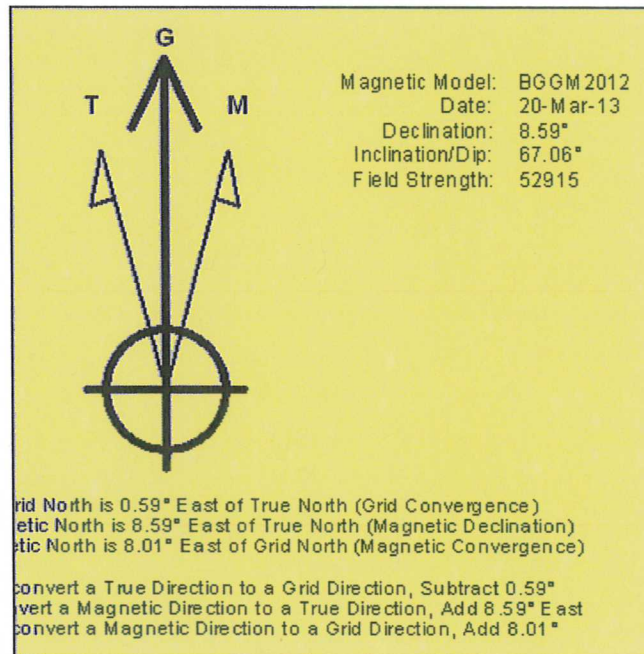 G
T M
Magnetic Model: BGGM2012
Date: 20-Mar-13
Declination: 8.59°
Inclination/Dip: 67.06°
Field Strength: 52915
rid North is 0.59° East of True North (Grid Convergence)
etic North is 8.59° East of True North (Magnetic Declination)
etic North is 8.01° East of Grid North (Magnetic Convergence)
convert a True Direction to a Grid Direction, Subtract 0.59°
nvert a Magnetic Direction to a True Direction, Add 8.59° East
convert a Magnetic Direction to a Grid Direction, Add 8.01°